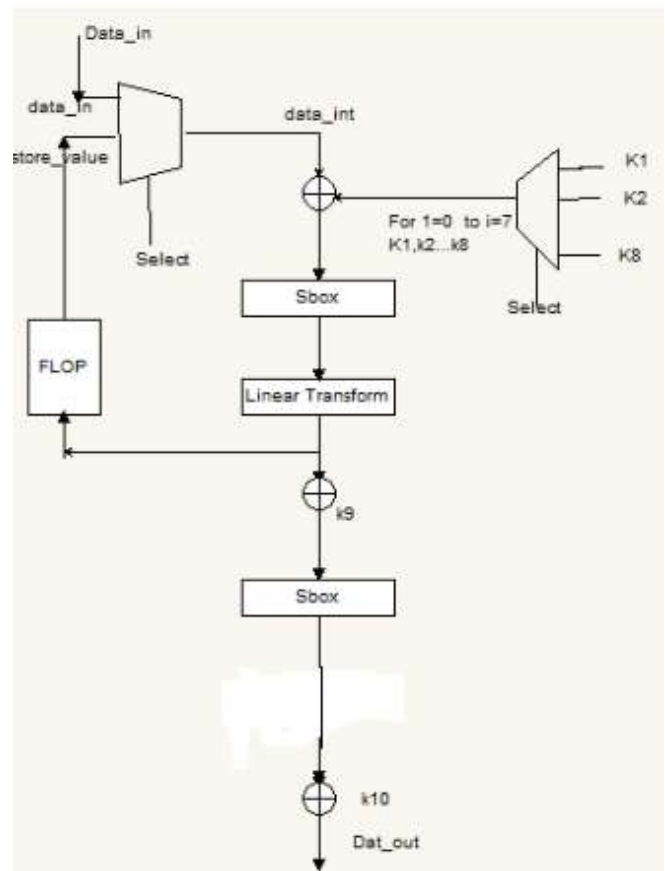 Data_in
data_in
data_int
store_value
K1
K2
For 1=0 to i=7
K1,k2...k8
K8
Select
Select
Sbox
FLOP
Linear Transform
k9
Sbox
k10
Dat_out